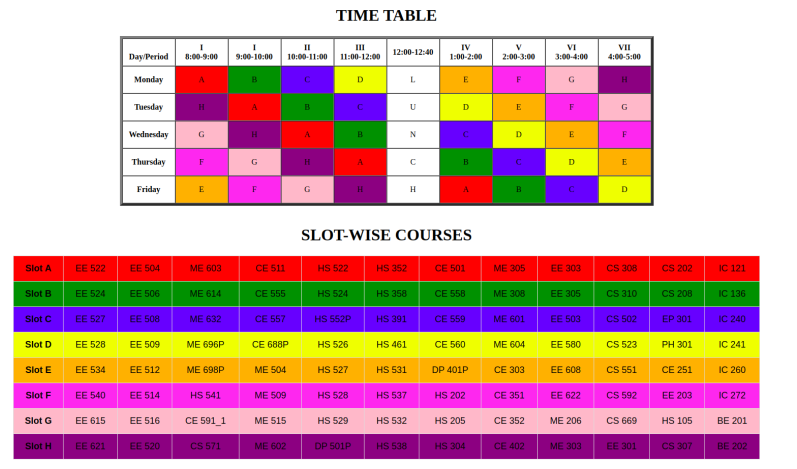 TIME TABLE
Day/Period I 8:00-9:00 I 9:00-10:00 II 10:00-11:00 III 11:00-12:00 12:00-12:40 IV 1:00-2:00 V 2:00-3:00 VI 3:00-4:00 VII 4:00-5:00
Monday A B C D L E F G H
Tuesday H A B C U D E F G
Wednesday G H A B N C D E F
Thursday F G H A C B C D E
Friday E F G H H A B C D
SLOT-WISE COURSES
Slot A EE 522 EE 504 ME 603 CE 511 HS 522 HS 352 CE 501 ME 305 EE 303 CS 308 CS 202 IC 121
Slot B EE 524 EE 506 ME 614 CE 555 HS 524 HS 358 CE 558 ME 308 EE 305 CS 310 CS 208 IC 136
Slot C EE 527 EE 508 ME 632 CE 557 HS 552P HS 391 CE 559 ME 601 EE 503 CS 502 EP 301 IC 240
Slot D EE 528 EE 509 ME 696P CE 688P HS 526 HS 461 CE 560 ME 604 EE 580 CS 523 PH 301 IC 241
Slot E EE 534 EE 512 ME 698P ME 504 HS 527 HS 531 DP 401P CE 303 EE 608 CS 551 CE 251 IC 260
Slot F EE 540 EE 514 HS 541 ME 509 HS 528 HS 537 HS 202 CE 351 EE 622 CS 592 EE 203 IC 272
Slot G EE 615 EE 516 CE 591_1 ME 515 HS 529 HS 532 HS 205 CE 352 ME 206 CS 669 HS 105 BE 201
Slot H EE 621 EE 520 CS 571 ME 602 DP 501P HS 538 HS 304 CE 402 ME 303 EE 301 CS 307 BE 202